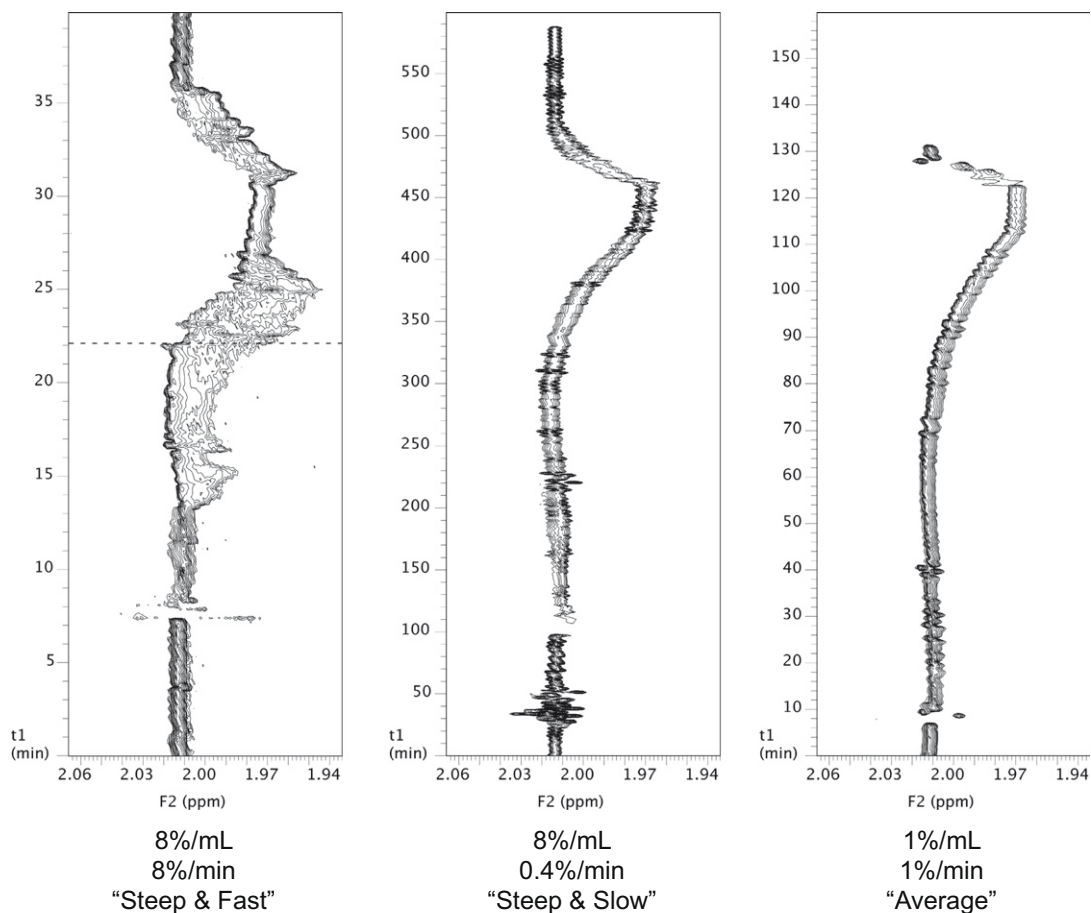 35
30
25
20
15
10
5
t1
(min)
2.06 2.03 2.00 1.97 1.94
F2 (ppm)
8%/mL
8%/min
“Steep & Fast”
550
500
450
400
350
300
250
200
150
100
50
t1
(min)
2.06 2.03 2.00 1.97 1.94
F2 (ppm)
8%/mL
0.4%/min
“Steep & Slow”
150
140
130
120
110
100
90
80
70
60
50
40
30
20
10
t1
(min)
2.06 2.03 2.00 1.97 1.94
F2 (ppm)
1%/mL
1%/min
“Average”